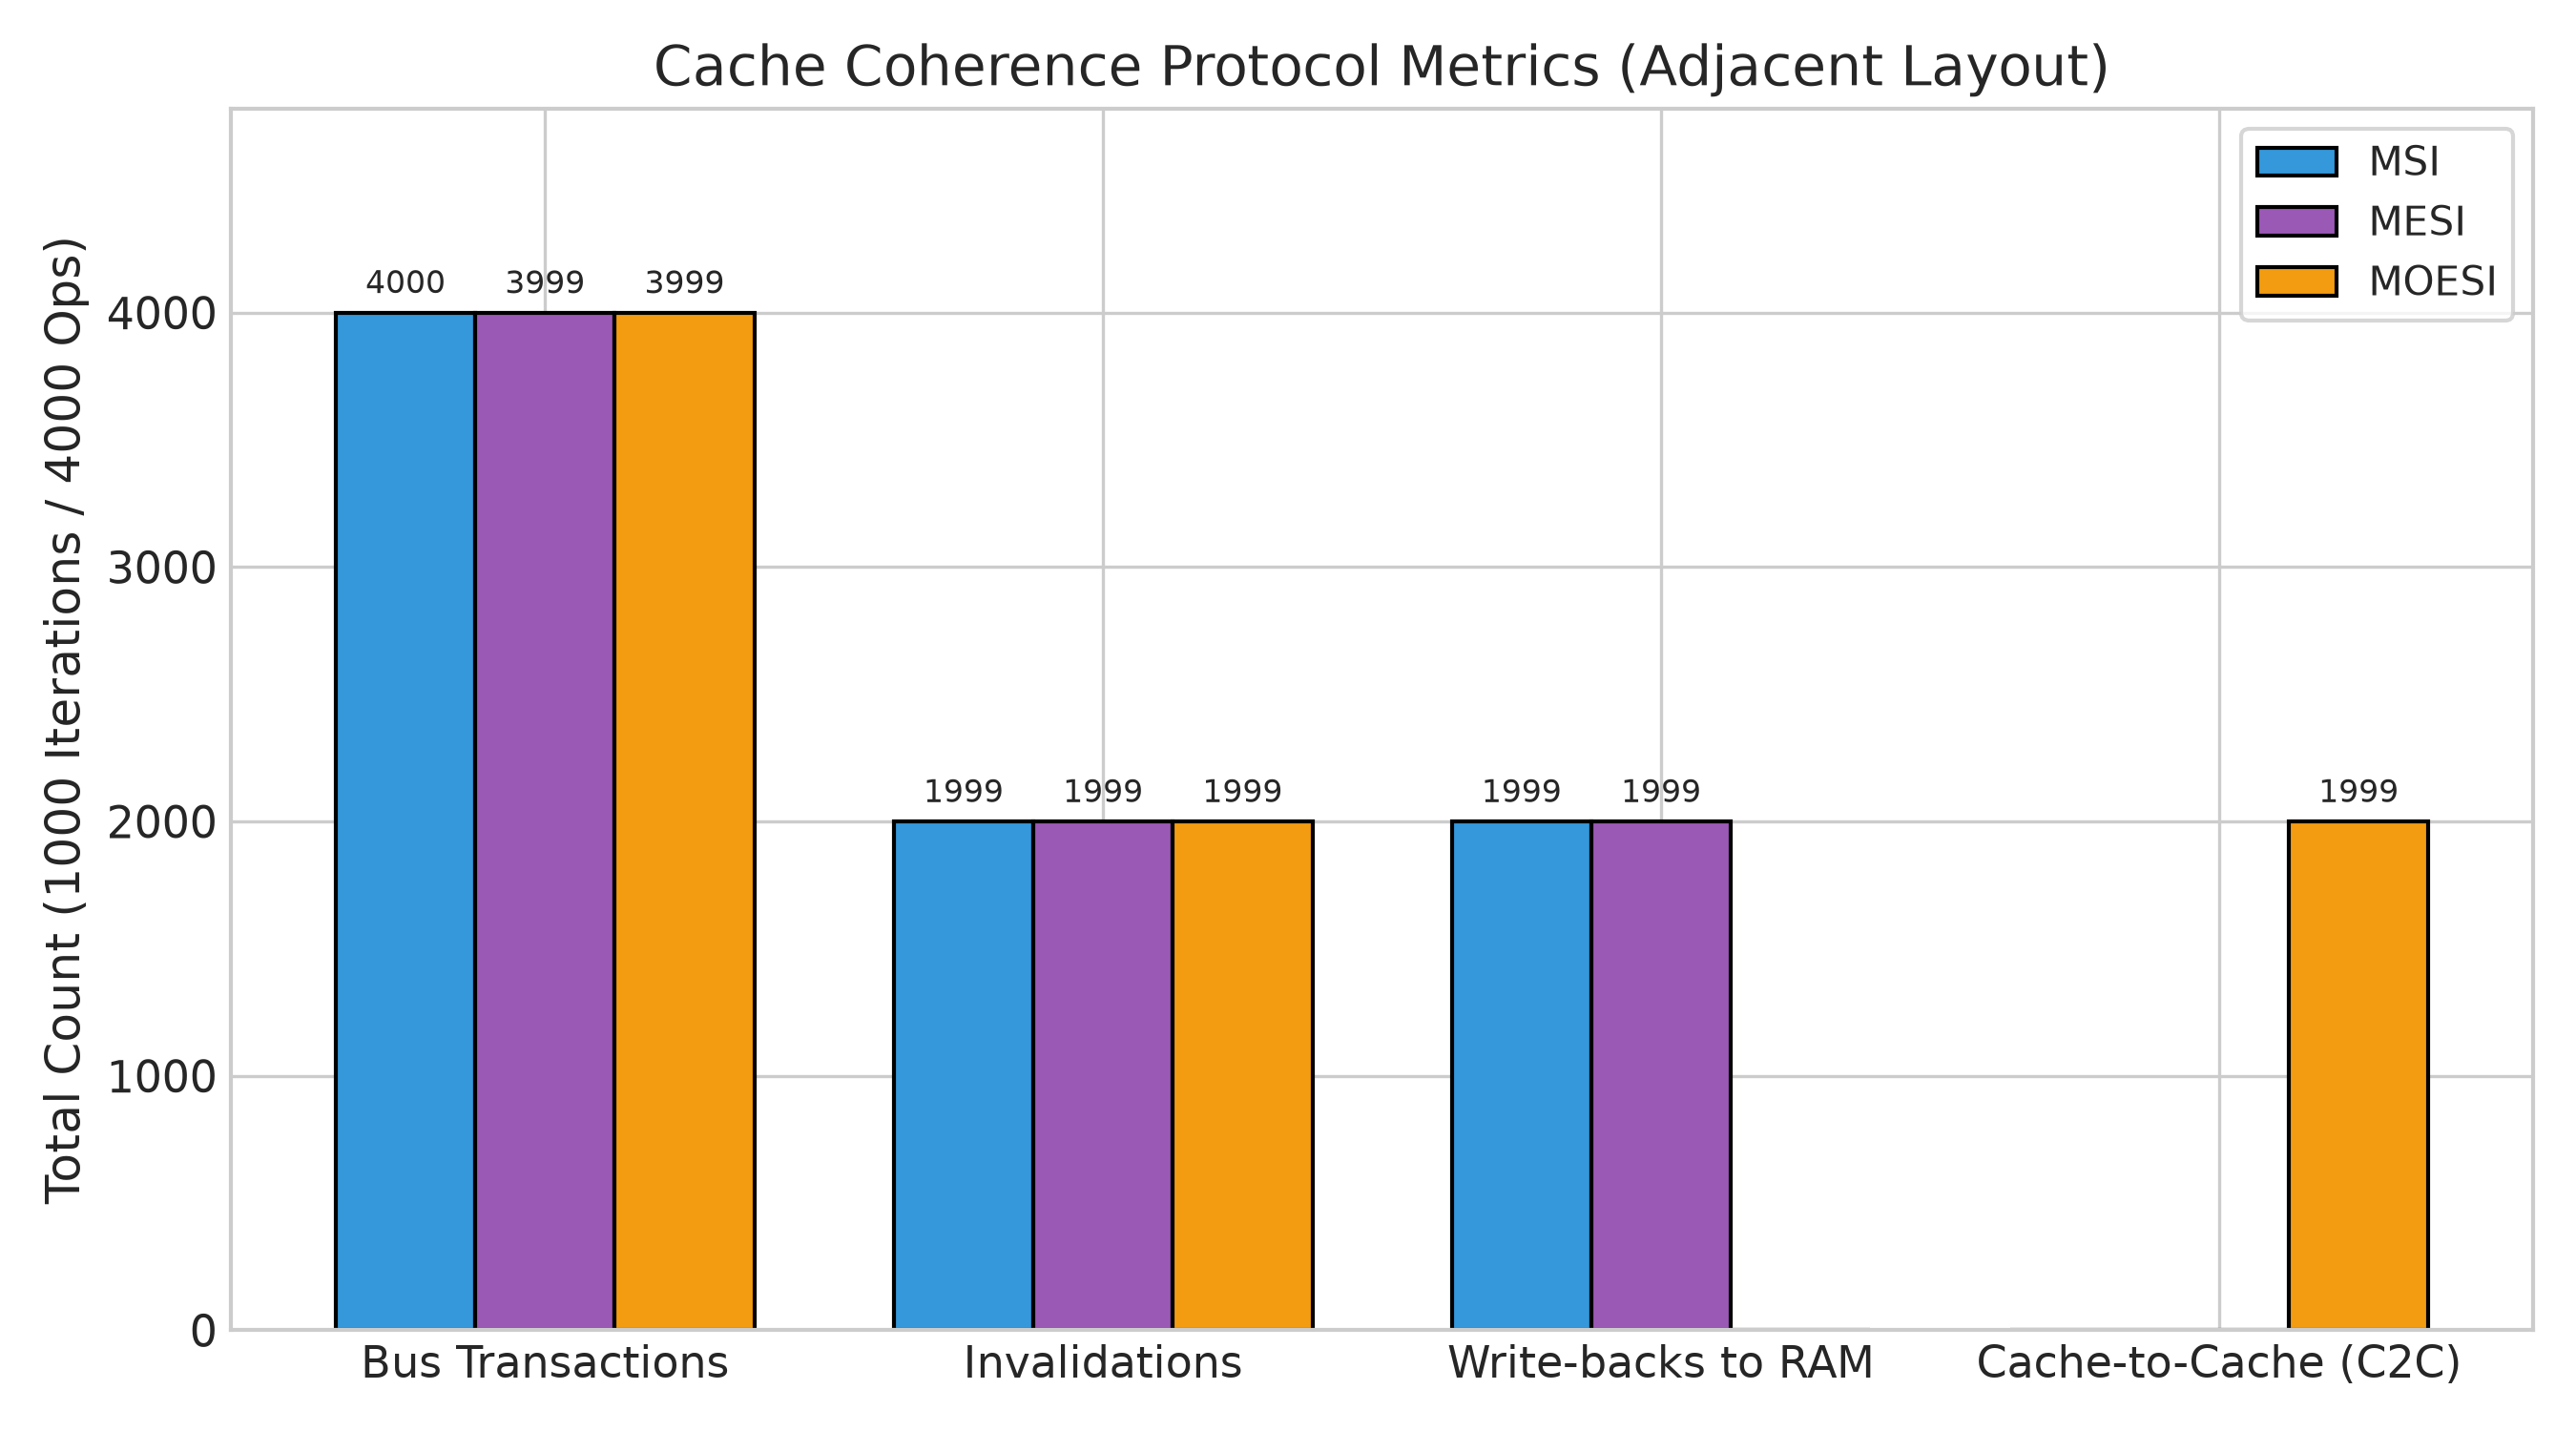 Cache Coherence Protocol Metrics (Adjacent Layout)
Total Count (1000 Iterations / 4000 Ops)
MSI
MESI
MOESI
4000
3000
2000
1000
0
4000 3999 3999
1999 1999 1999
1999 1999
1999
Bus Transactions
Invalidations
Write-backs to RAM
Cache-to-Cache (C2C)